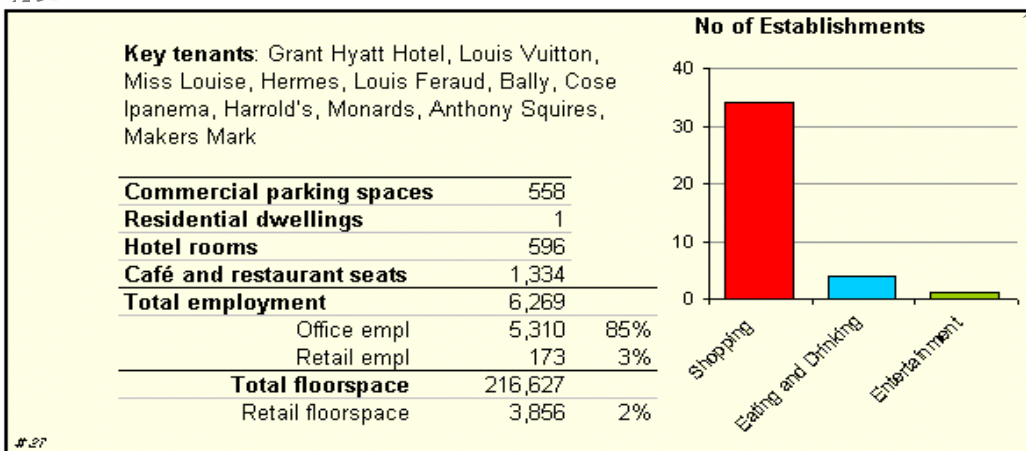 Key tenants: Grant Hyatt Hotel, Louis Vuitton,
Miss Louise, Hermes, Louis Feraud, Bally, Cose
Ipanema, Harrold's, Monards, Anthony Squires,
Makers Mark
Commercial parking spaces 558
Residential dwellings 1
Hotel rooms 596
Café and restaurant seats 1,334
Total employment 6,269
Office empl 5,310 85%
Retail empl 173 3%
Total floorspace 216,627
Retail floorspace 3,856 2%
#27
No of Establishments
40
30
20
10
0
Shopping
Eating and Drinking
Entertainment